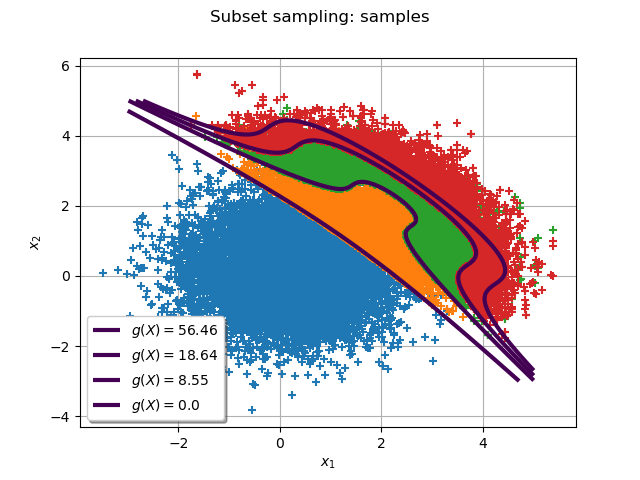 Subset sampling: samples
6
4
2
0
−2
−4
x₂
−2
0
2
4
x₁
g(X) = 56.46
g(X) = 18.64
g(X) = 8.55
g(X) = 0.0